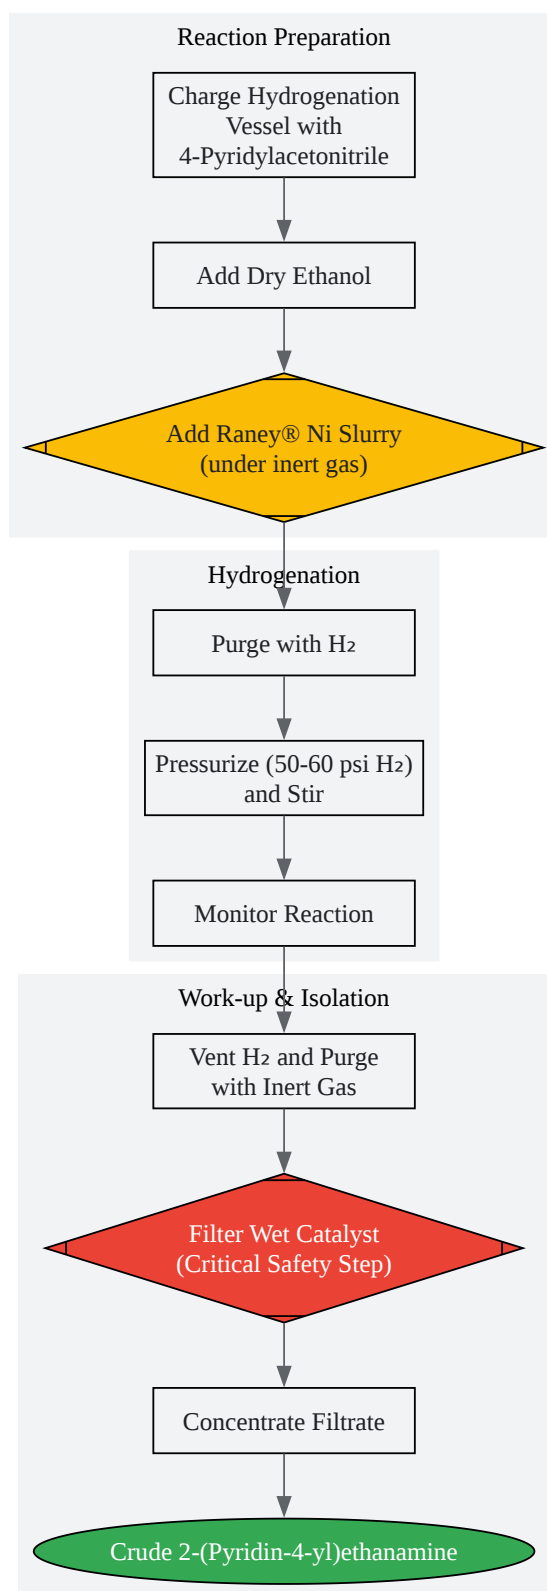 Reaction Preparation
Charge Hydrogenation
Vessel with
4-Pyridylacetonitrile
Add Dry Ethanol
Add Raney® Ni Slurry
(under inert gas)
Hydrogenation
Purge with H₂
Pressurize (50-60 psi H₂)
and Stir
Monitor Reaction
Work-up & Isolation
Vent H₂ and Purge
with Inert Gas
Filter Wet Catalyst
(Critical Safety Step)
Concentrate Filtrate
Crude 2-(Pyridin-4-yl)ethanamine